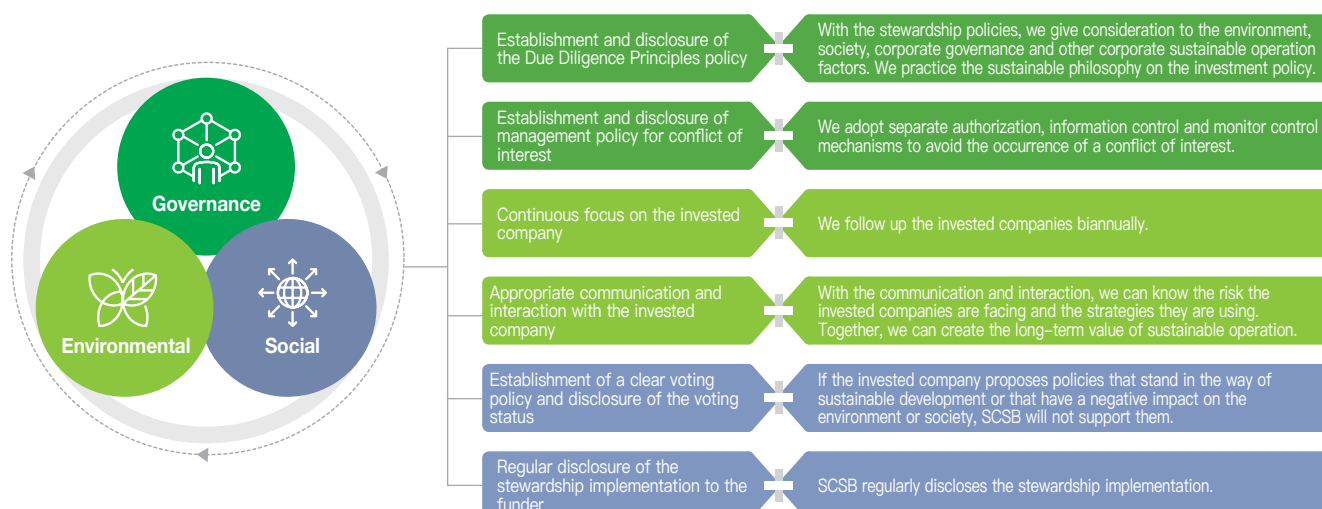 Governance
Environmental
Social
Establishment and disclosure of
the Due Diligence Principles policy
With the stewardship policies, we give consideration to the environment,
society, corporate governance and other corporate sustainable operation
factors. We practice the sustainable philosophy on the investment policy.
Establishment and disclosure of
management policy for conflict of
interest
We adopt separate authorization, information control and monitor control
mechanisms to avoid the occurrence of a conflict of interest.
Continuous focus on the invested
company
We follow up the invested companies biannually.
Appropriate communication and
interaction with the invested
company
With the communication and interaction, we can know the risk the
invested companies are facing and the strategies they are using.
Together, we can create the long-term value of sustainable operation.
Establishment of a clear voting
policy and disclosure of the voting
status
If the invested company proposes policies that stand in the way of
sustainable development or that have a negative impact on the
environment or society, SCSB will not support them.
Regular disclosure of the
stewardship implementation to the
funder
SCSB regularly discloses the stewardship implementation.